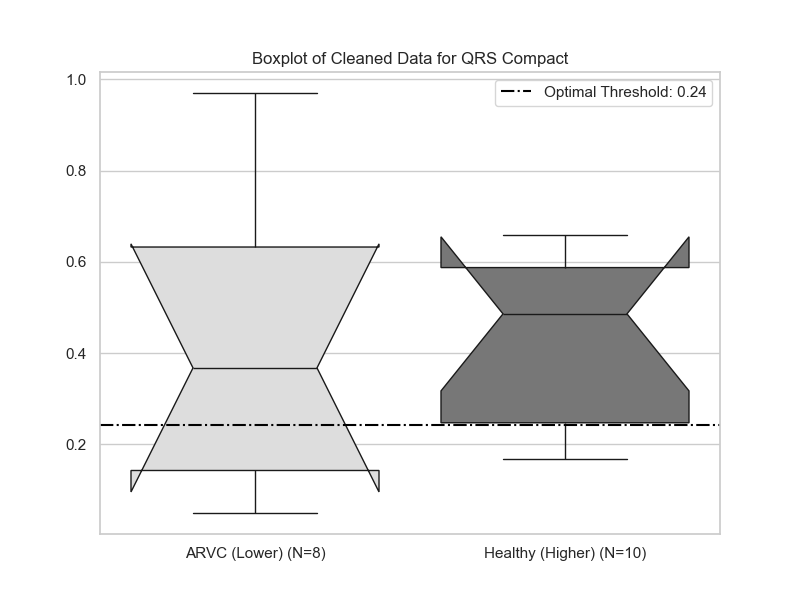 Boxplot of Cleaned Data for QRS Compact
1.0
Optimal Threshold: 0.24
0.8
0.6
0.4
0.2
ARVC (Lower) (N=8)
Healthy (Higher) (N=10)